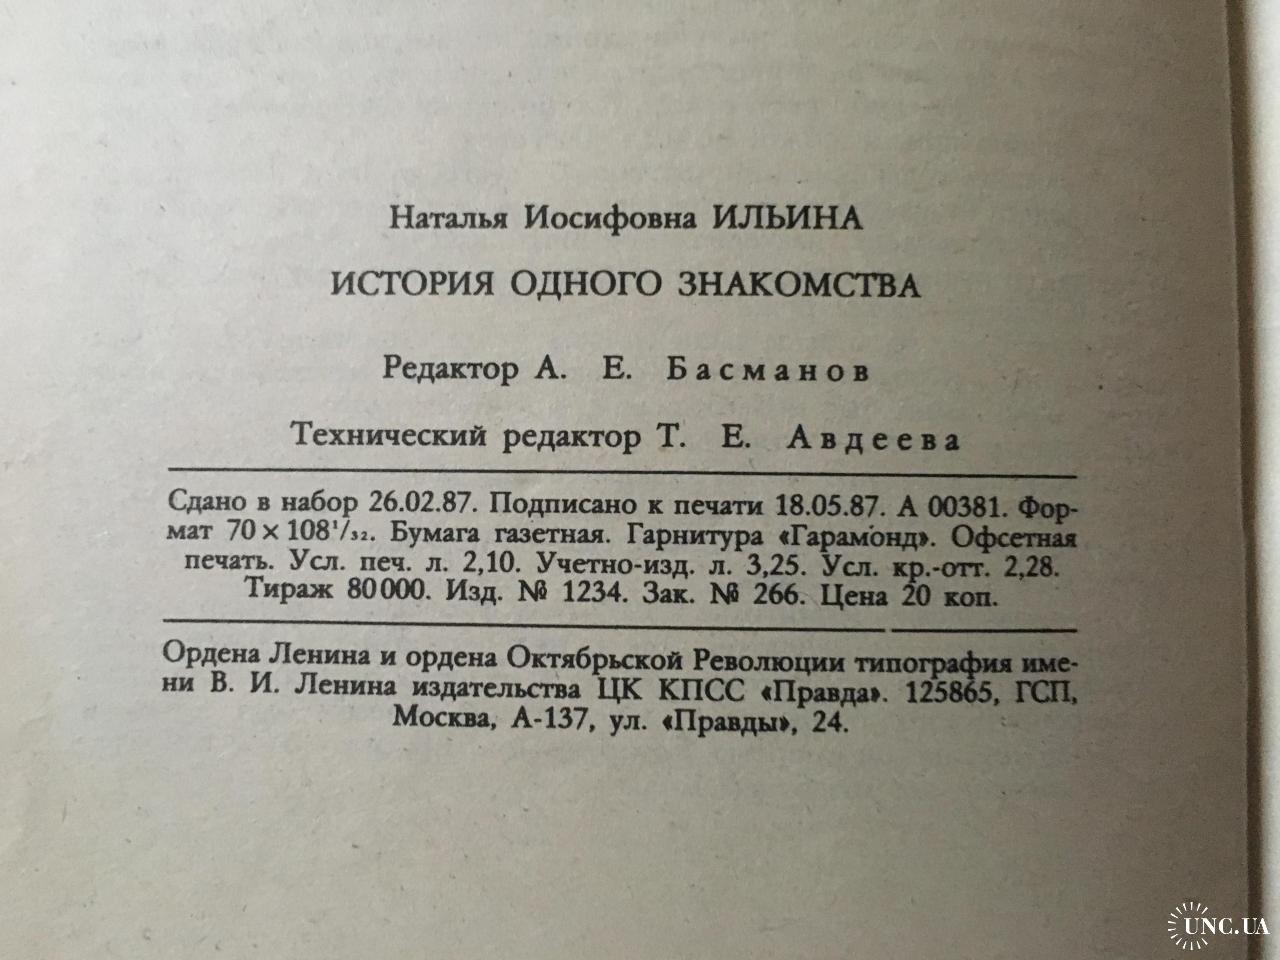 Наталья Иосифовна ИЛЬИНА
ИСТОРИЯ ОДНОГО ЗНАКОМСТВА
Редактор А. Е. Басманов
Технический редактор Т. Е. Авдеева
Сдано в набор 26.02.87. Подписано к печати 18.05.87. А 00381. Фор-
мат 70×108¹/₃₂. Бумага газетная. Гарнитура «Гарамонд». Офсетная
печать. Усл. печ. л. 2,10. Учетно-изд. л. 3,25. Усл. кр.-отт. 2,28.
Тираж 80 000. Изд. № 1234. Зак. № 266. Цена 20 коп.
Ордена Ленина и ордена Октябрьской Революции типография име-
ни В. И. Ленина издательства ЦК КПСС «Правда». 125865, ГСП,
Москва, А-137, ул. «Правды», 24.
UNC.UA